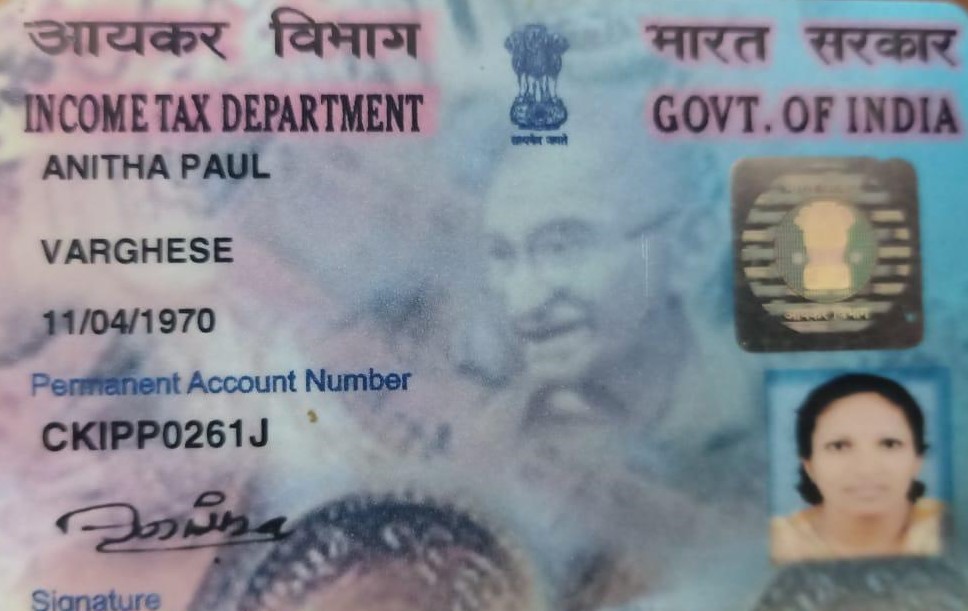 आयकर विभाग
INCOME TAX DEPARTMENT
भारत सरकार
GOVT. OF INDIA
सत्यमेव जयते
ANITHA PAUL
VARGHESE
11/04/1970
Permanent Account Number
CKIPP0261J
Signature
आयकर विभाग